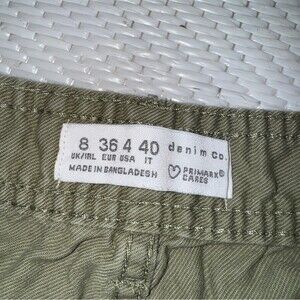 8 36 4 40 denim co.
UK/IRL EUR USA IT
MADE IN BANGLADESH
PRIMARK
CARES